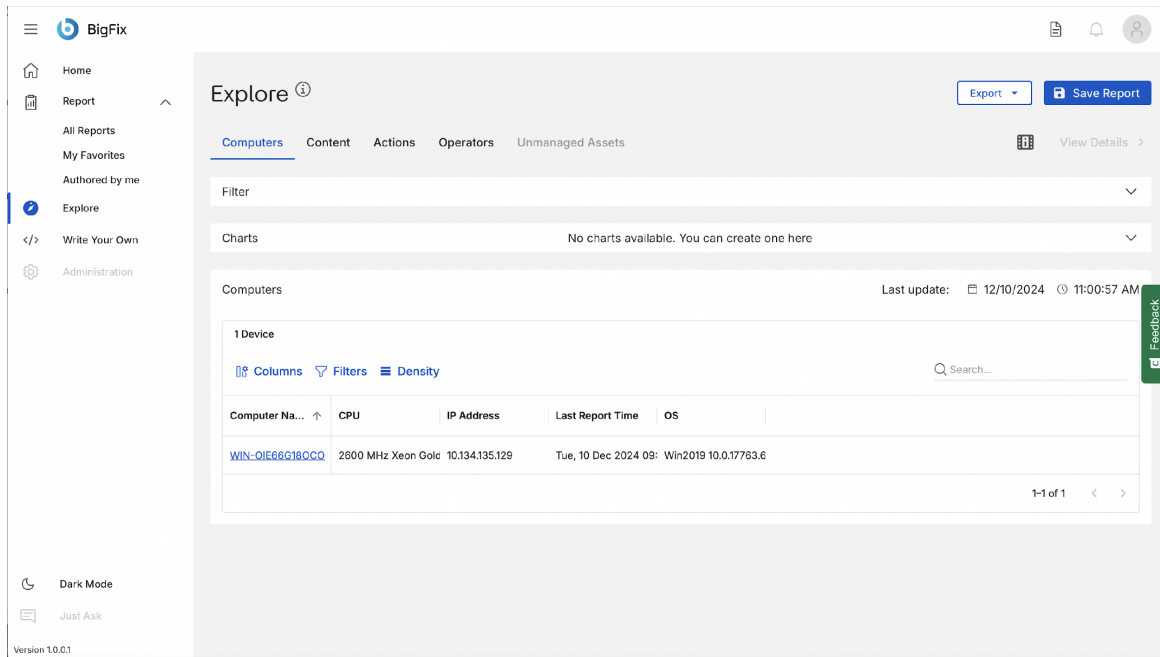 BigFix
Home
Report
All Reports
My Favorites
Authored by me
Explore
Write Your Own
Administration
Dark Mode
Just Ask
Version 1.0.0.1
Explore
Export
Save Report
Computers Content Actions Operators Unmanaged Assets
View Details
Filter
Charts No charts available. You can create one here
Computers Last update: 12/10/2024 11:00:57 AM
1 Device
Columns Filters Density
Search...
Computer Na... CPU IP Address Last Report Time OS
WIN-OIE66G18OCO 2600 MHz Xeon Gold 10.134.135.129 Tue, 10 Dec 2024 09: Win2019 10.0.17763.6
1–1 of 1
Feedback